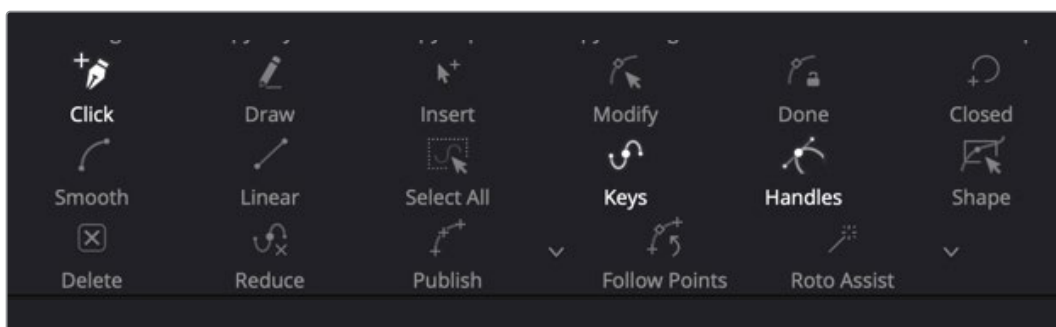 Click Draw Insert Modify Done Closed
Smooth Linear Select All Keys Handles Shape
Delete Reduce Publish Follow Points Roto Assist